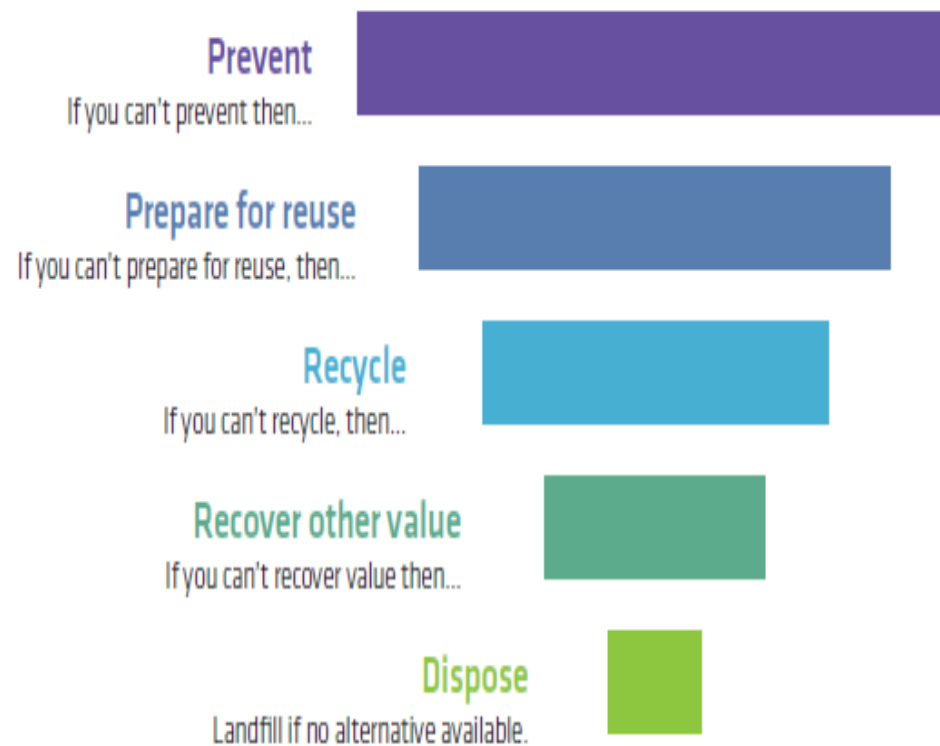 Prevent
If you can't prevent then...
Prepare for reuse
If you can't prepare for reuse, then...
Recycle
If you can't recycle, then...
Recover other value
If you can't recover value then...
Dispose
Landfill if no alternative available.